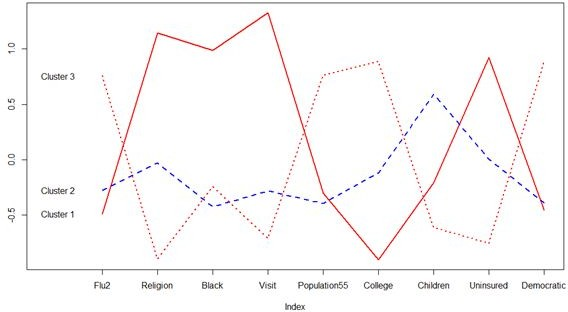 1.0
0.5
0.0
-0.5
Cluster 3
Cluster 2
Cluster 1
Flu2 Religion Black Visit Population55 College Children Uninsured Democratic
Index